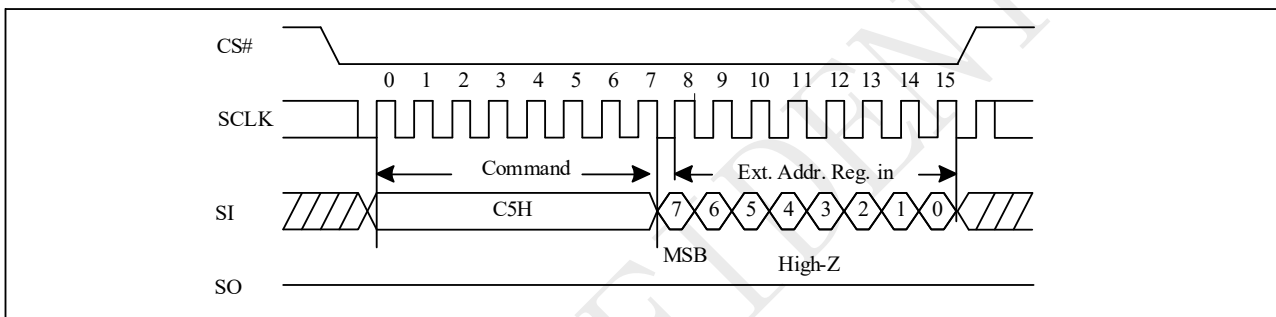 CS#
0 1 2 3 4 5 6 7 8 9 10 11 12 13 14 15
SCLK
Command Ext. Addr. Reg. in
SI C5H 7 6 5 4 3 2 1 0
MSB High-Z
SO